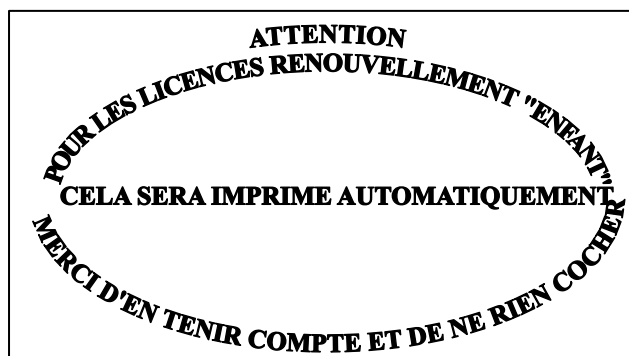 ATTENTION
POUR LES LICENCES RENOUVELLEMENT "ENFANT"
CELA SERA IMPRIME AUTOMATIQUEMENT
MERCI D'EN TENIR COMPTE ET DE NE RIEN COCHER